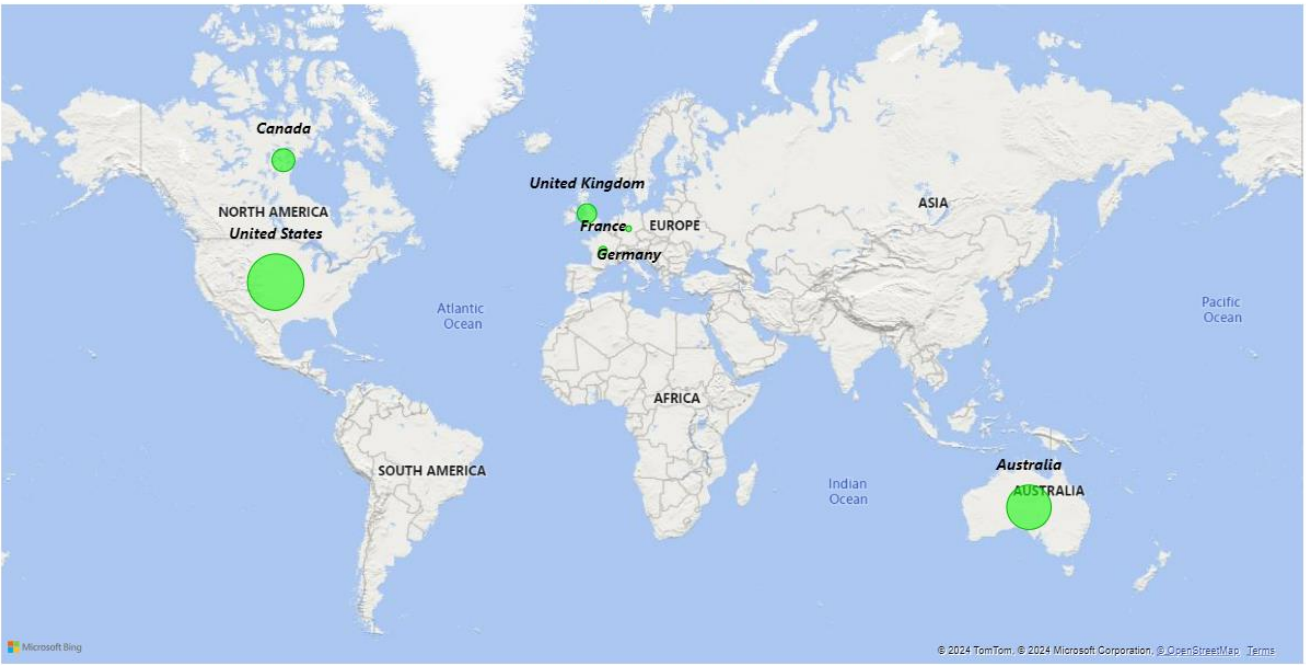 Canada
United Kingdom
NORTH AMERICA
ASIA
United States
France
EUROPE
Germany
Atlantic
Ocean
Pacific
Ocean
AFRICA
SOUTH AMERICA
Australia
Indian
Ocean
AUSTRALIA
Microsoft Bing
© 2024 TomTom, © 2024 Microsoft Corporation, © OpenStreetMap Terms